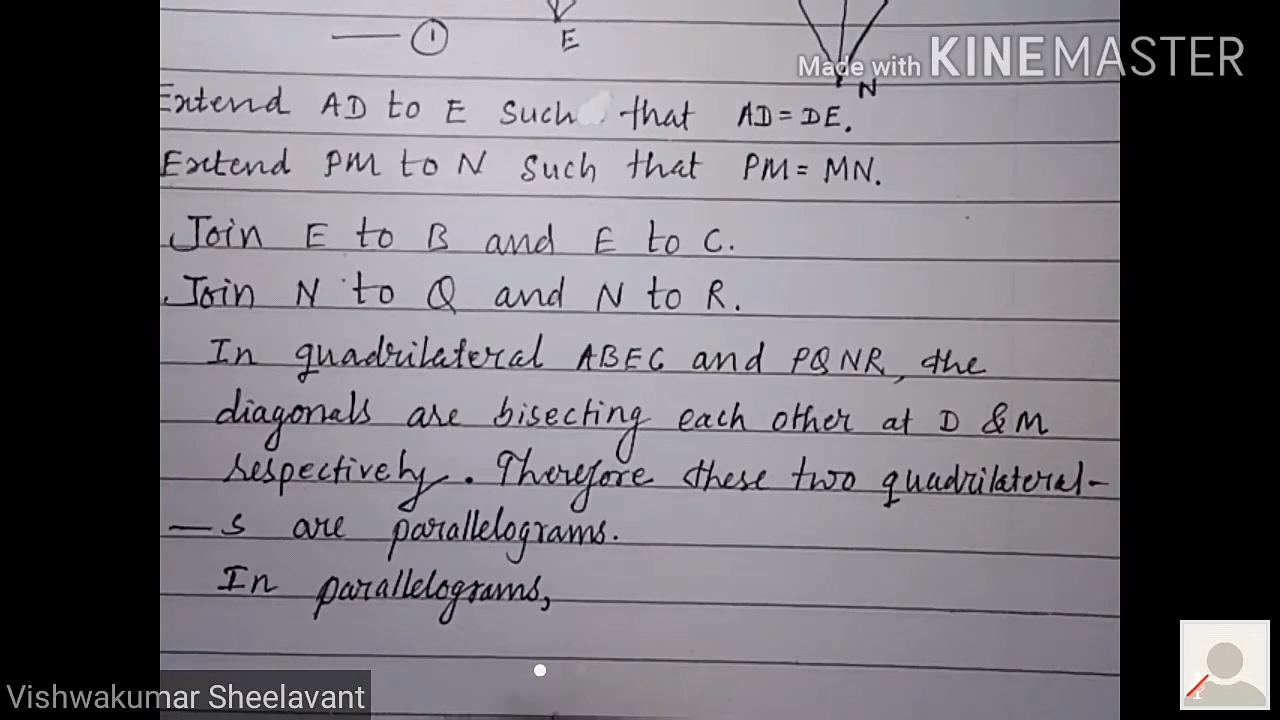 — 1
E
Made with KINEMASTER
N
Extend AD to E such that AD = DE.
Extend PM to N such that PM = MN.
Join E to B and E to C.
Join N to Q and N to R.
In quadrilateral ABEC and PQNR, the
diagonals are bisecting each other at D & M
respectively. Therefore these two quadrilateral-
—s are parallelograms.
In parallelograms,
Vishwakumar Sheelavant